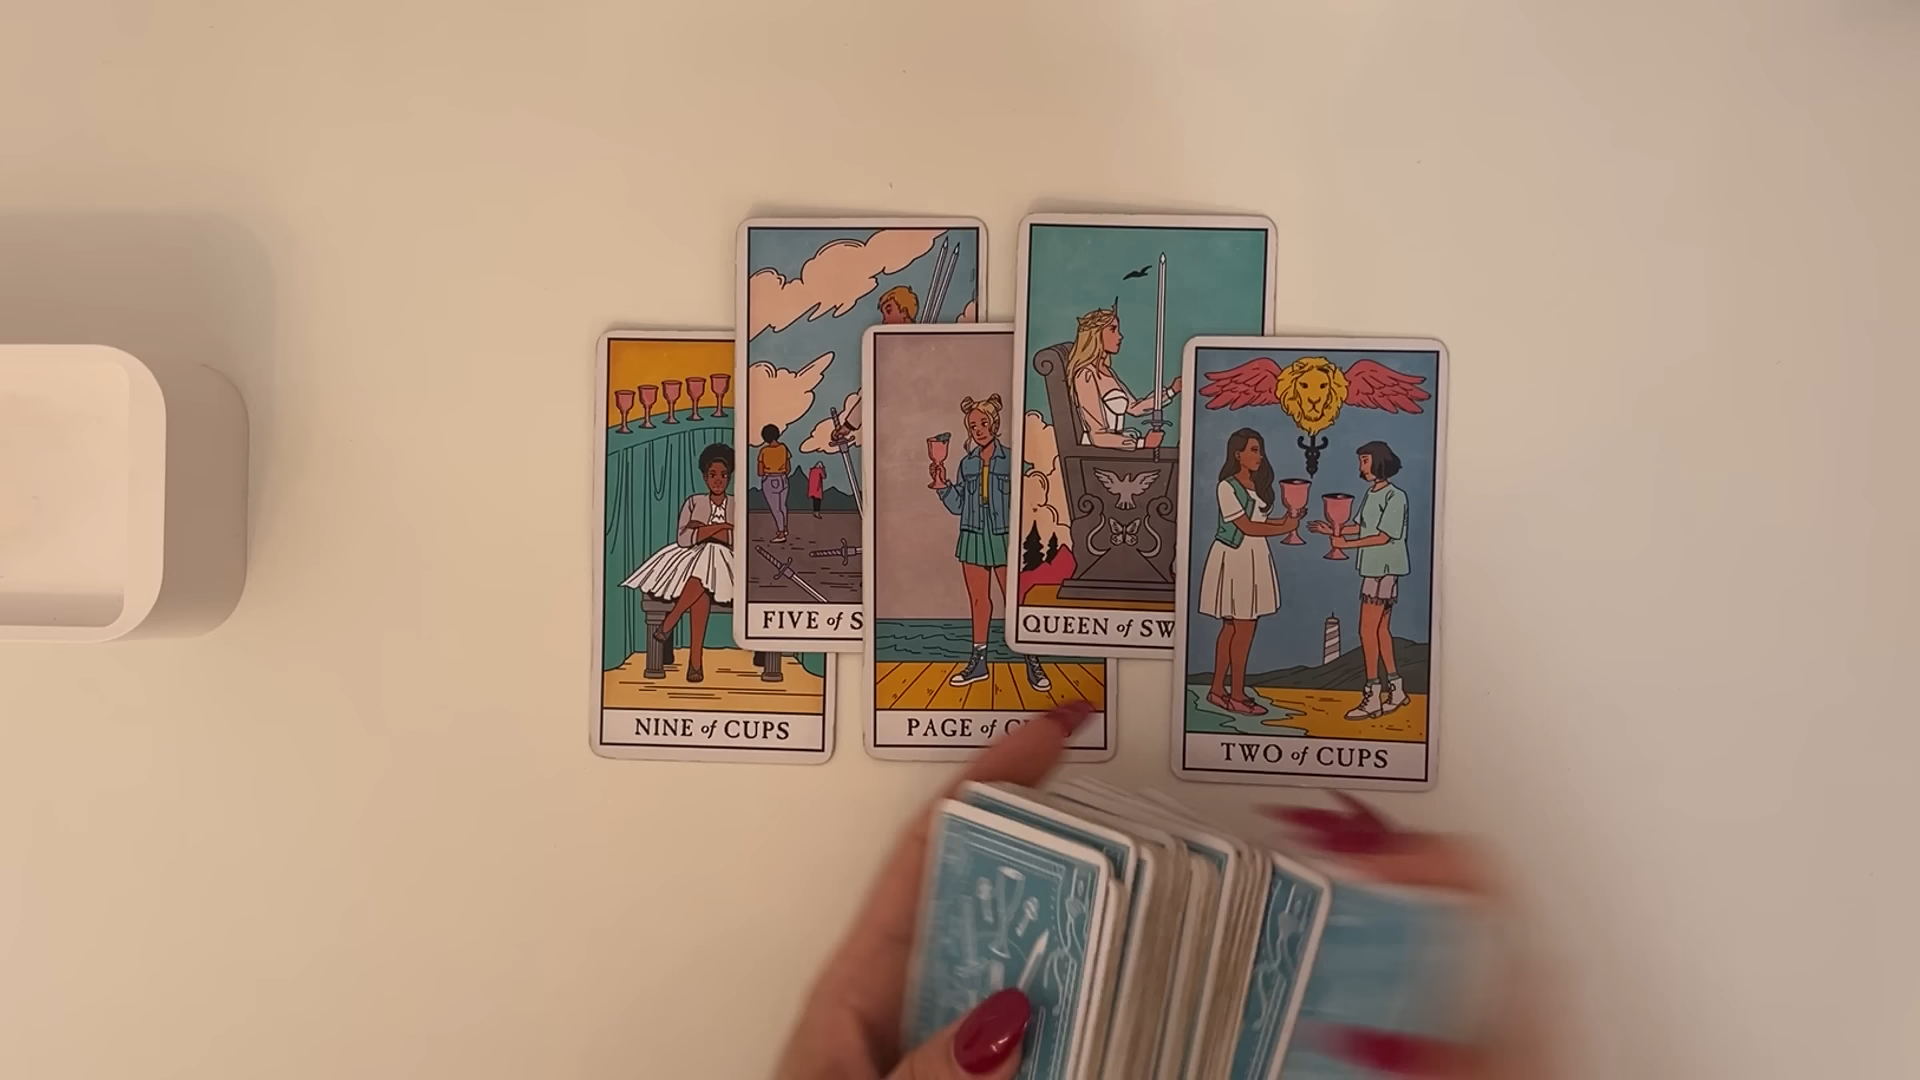 NINE of CUPS
FIVE of S
PAGE of C
QUEEN of SW
TWO of CUPS